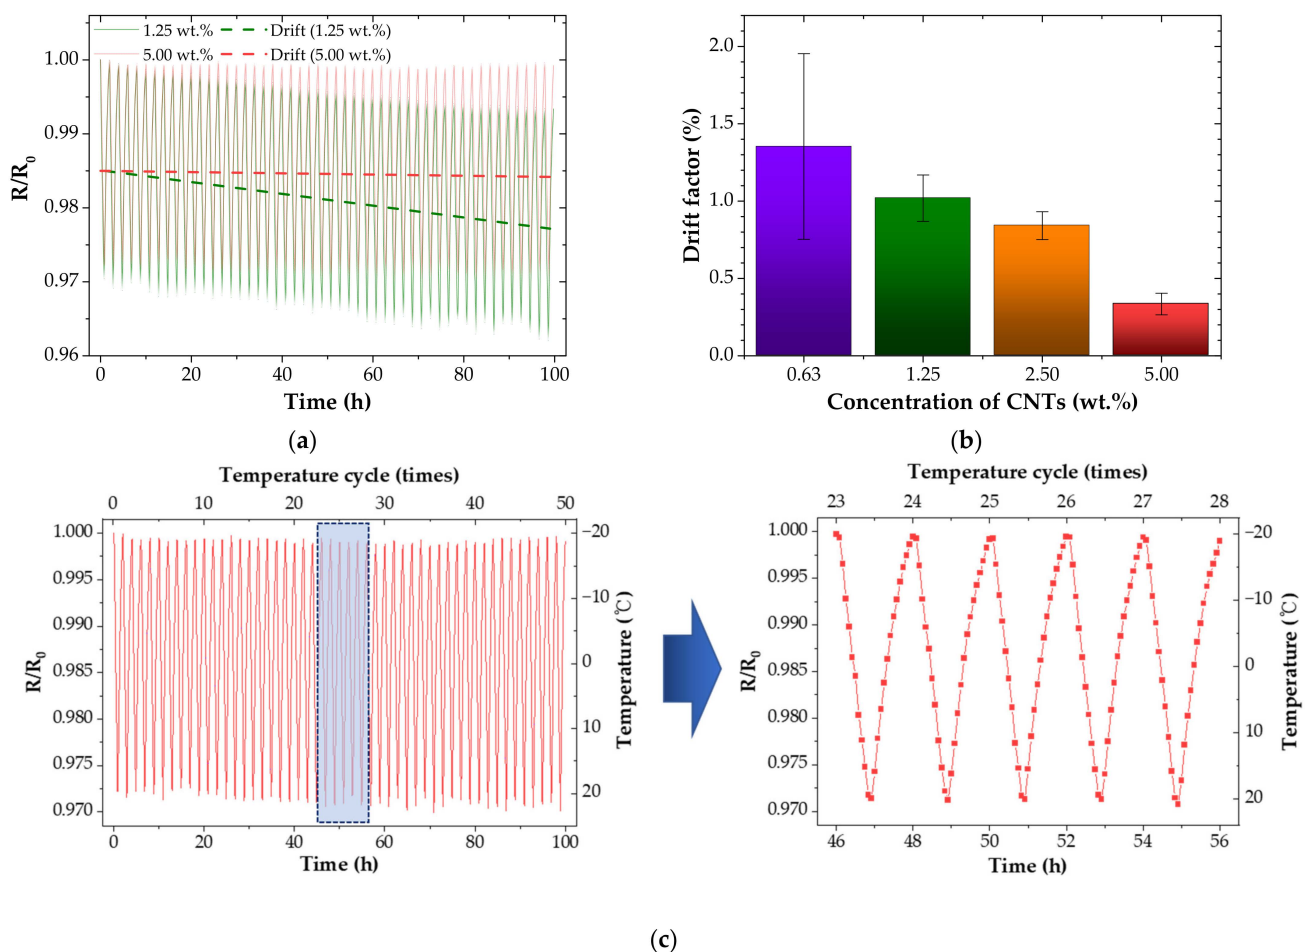 1.25 wt.% Drift (1.25 wt.%)
5.00 wt.% Drift (5.00 wt.%)
1.00
0.99
0.98
0.97
0.96
R/R0
0 20 40 60 80 100
Time (h)
(a)
2.0
1.5
1.0
0.5
0.0
Drift factor (%)
0.63 1.25 2.50 5.00
Concentration of CNTs (wt.%)
(b)
Temperature cycle (times)
0 10 20 30 40 50
1.000
0.995
0.990
0.985
0.980
0.975
0.970
R/R0
−20
−10
0
10
20
Temperature (℃)
0 20 40 60 80 100
Time (h)
Temperature cycle (times)
23 24 25 26 27 28
1.000
0.995
0.990
0.985
0.980
0.975
0.970
R/R0
−20
−10
0
10
20
Temperature (℃)
46 48 50 52 54 56
Time (h)
(c)